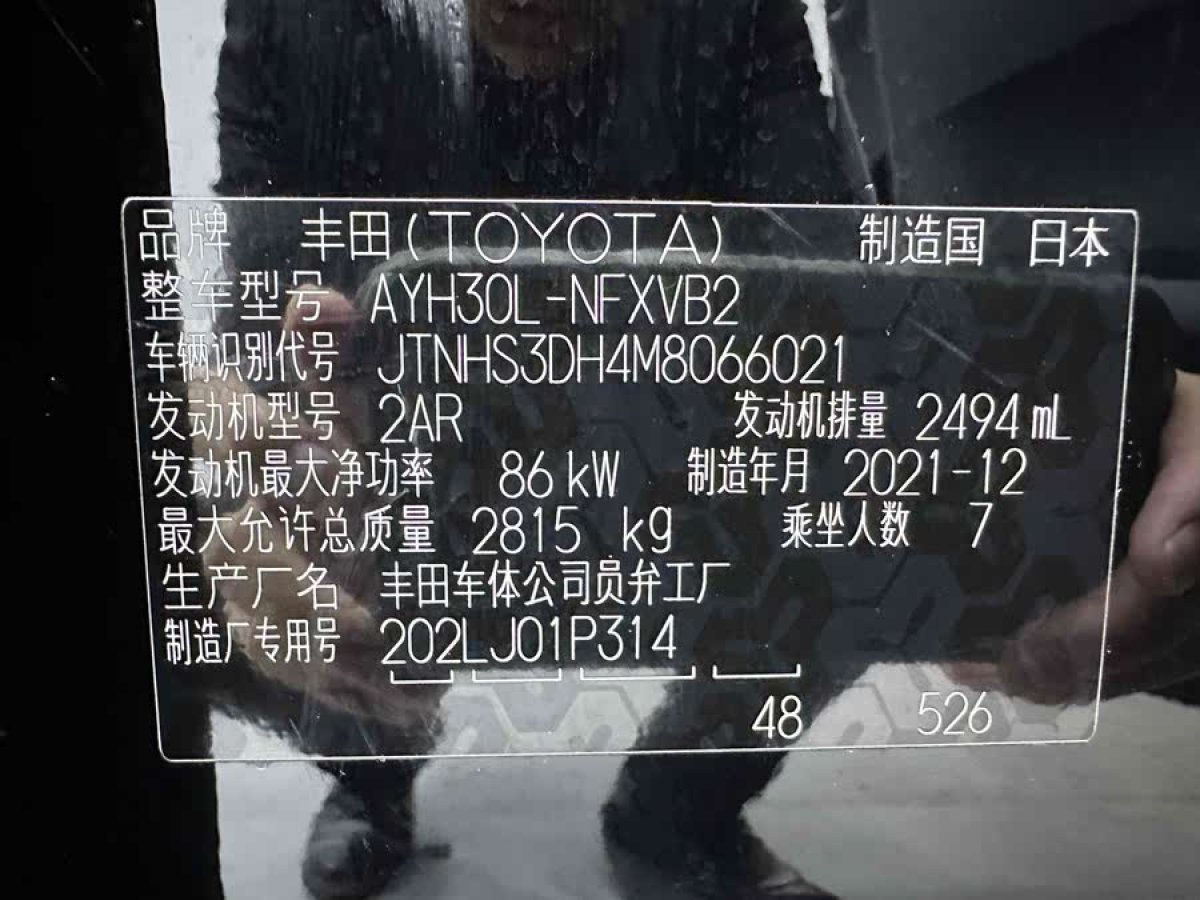 品牌 丰田(TOYOTA) 制造国 日本
整车型号 AYH30L-NFXVB2
车辆识别代号 JTNHS3DH4M8066021
发动机型号 2AR 发动机排量 2494 mL
发动机最大净功率 86 kW 制造年月 2021-12
最大允许总质量 2815 kg 乘坐人数 7
生产厂名 丰田车体公司员弁工厂
制造厂专用号 202LJ01P314
48 526